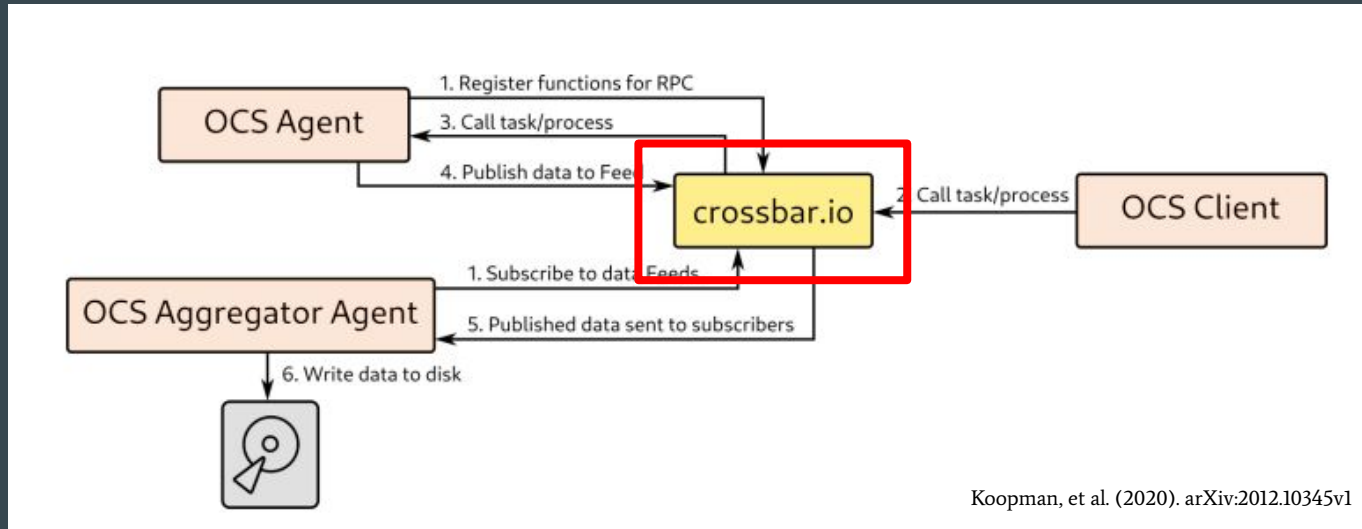 1. Register functions for RPC
OCS Agent
3. Call task/process
4. Publish data to Feed
crossbar.io
2. Call task/process
OCS Client
1. Subscribe to data Feeds
OCS Aggregator Agent
5. Published data sent to subscribers
6. Write data to disk
Koopman, et al. (2020). arXiv:2012.10345v1